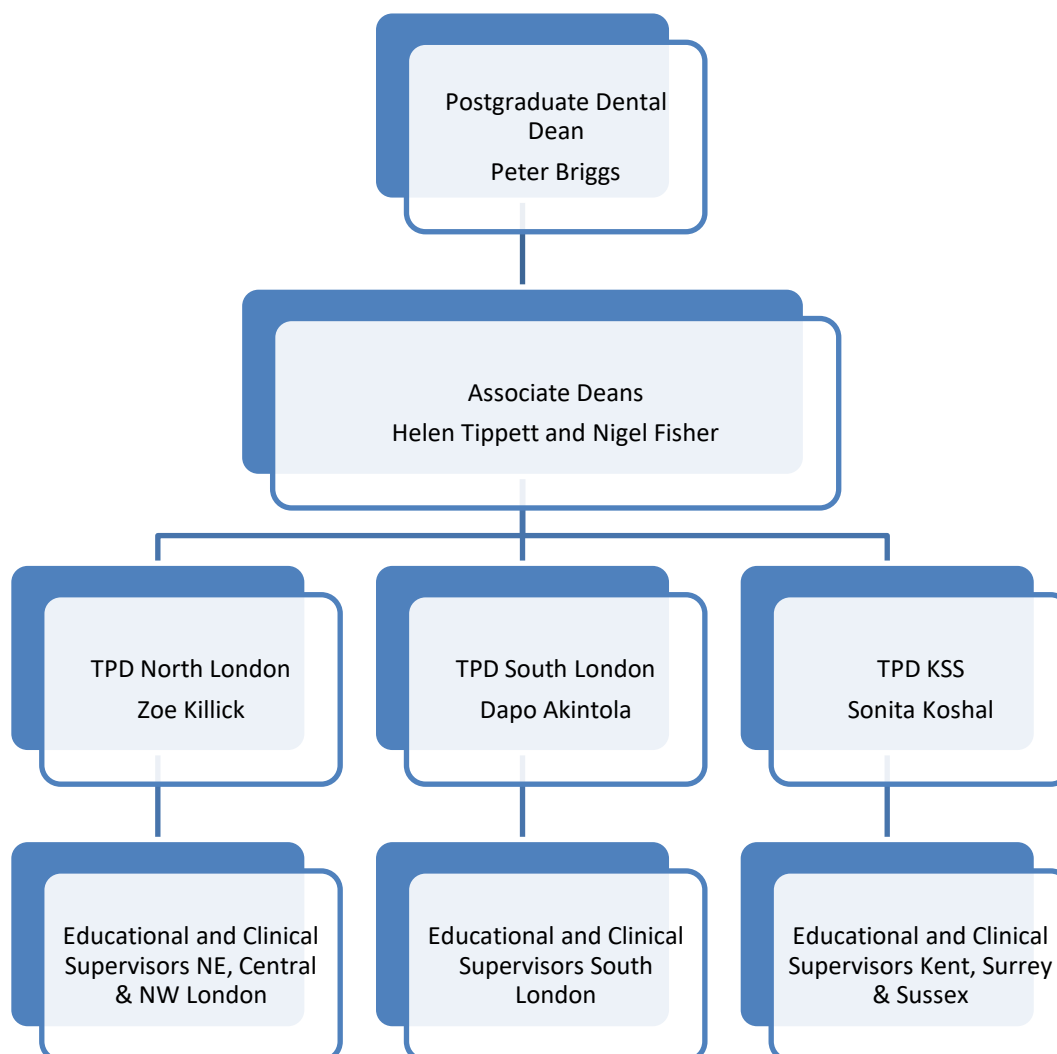 Postgraduate Dental
Dean
Peter Briggs
Associate Deans
Helen Tippett and Nigel Fisher
TPD North London
Zoe Killick
TPD South London
Dapo Akintola
TPD KSS
Sonita Koshal
Educational and Clinical
Supervisors NE, Central
& NW London
Educational and Clinical
Supervisors South
London
Educational and Clinical
Supervisors Kent, Surrey
& Sussex